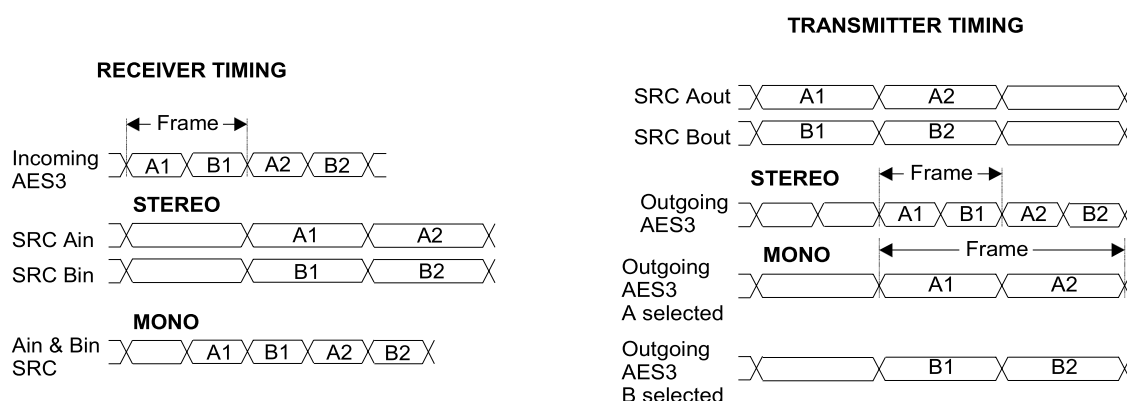 RECEIVER TIMING
Frame
Incoming
AES3
A1 B1 A2 B2
STEREO
SRC Ain A1 A2
SRC Bin B1 B2
MONO
Ain & Bin
SRC
A1 B1 A2 B2
TRANSMITTER TIMING
SRC Aout A1 A2
SRC Bout B1 B2
STEREO
Frame
Outgoing
AES3
A1 B1 A2 B2
MONO
Frame
Outgoing
AES3
A selected
A1 A2
Outgoing
AES3
B selected
B1 B2